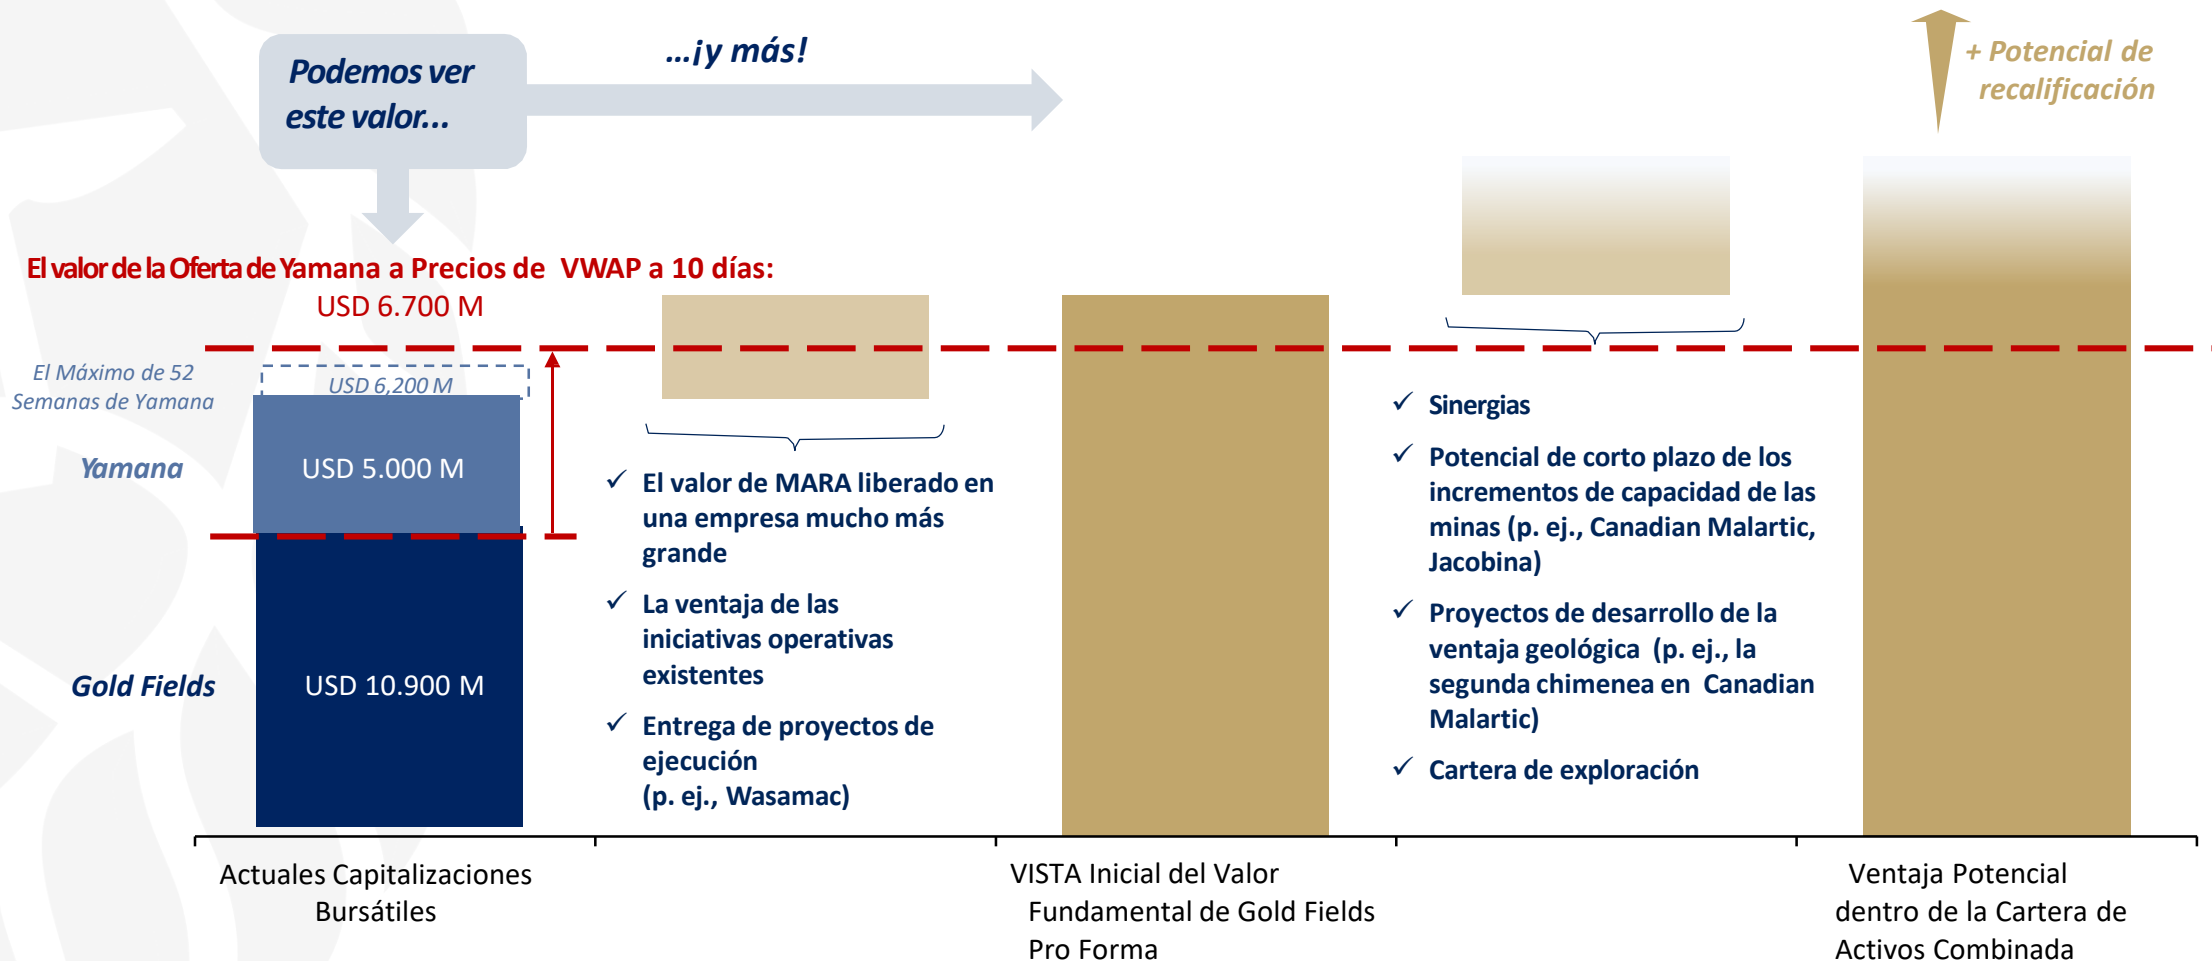 Podemos ver
este valor...
...¡y más!
+ Potencial de
recalificación
El valor de la Oferta de Yamana a Precios de VWAP a 10 días:
USD 6.700 M
El Máximo de 52
Semanas de Yamana
USD 6,200 M
Yamana
USD 5.000 M
Gold Fields
USD 10.900 M
✓ El valor de MARA liberado en
una empresa mucho más
grande
✓ La ventaja de las
iniciativas operativas
existentes
✓ Entrega de proyectos de
ejecución
(p. ej., Wasamac)
✓ Sinergias
✓ Potencial de corto plazo de los
incrementos de capacidad de las
minas (p. ej., Canadian Malartic,
Jacobina)
✓ Proyectos de desarrollo de la
ventaja geológica (p. ej., la
segunda chimenea en Canadian
Malartic)
✓ Cartera de exploración
Actuales Capitalizaciones
Bursátiles
VISTA Inicial del Valor
Fundamental de Gold Fields
Pro Forma
Ventaja Potencial
dentro de la Cartera de
Activos Combinada